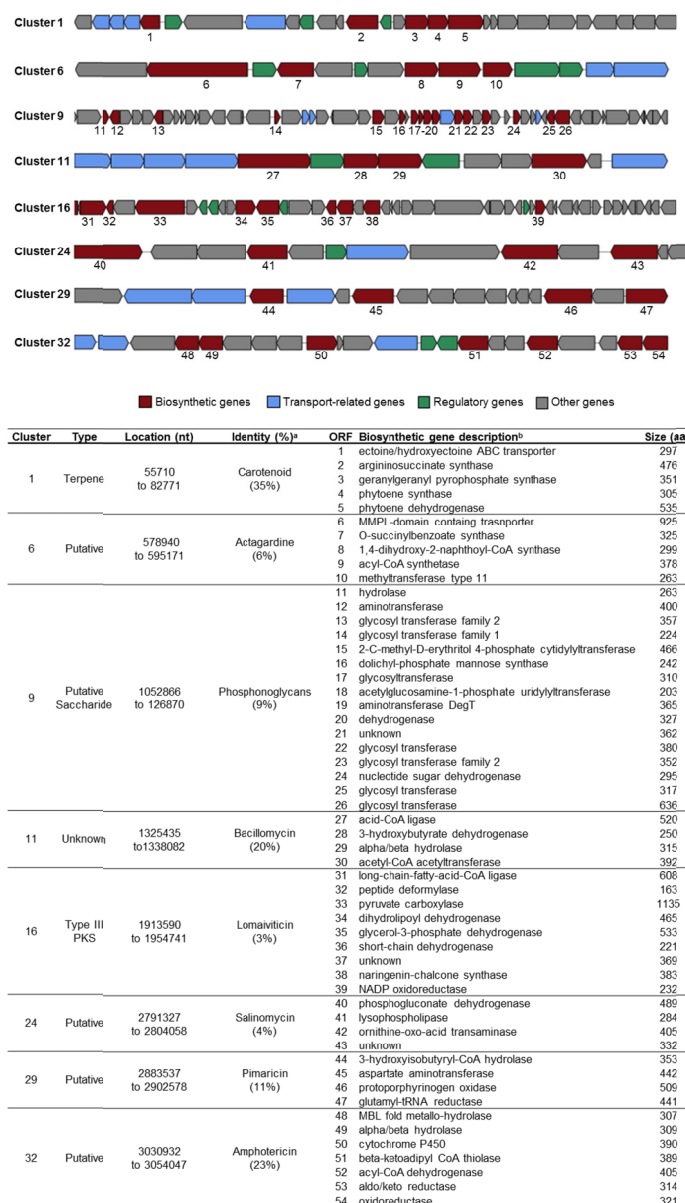 Cluster 1
1 2 3 4 5
Cluster 6
6 7 8 9 10
Cluster 9
11 12 13 14 15 16 17-20 21 22 23 24 25 26
Cluster 11
27 28 29 30
Cluster 16
31 32 33 34 35 36 37 38 39
Cluster 24
40 41 42 43
Cluster 29
44 45 46 47
Cluster 32
48 49 50 51 52 53 54
Biosynthetic genes Transport-related genes Regulatory genes Other genes
Cluster Type Location (nt) Identity (%)a ORF Biosynthetic gene descriptionb Size (aa
1 ectoine/hydroxyectoine ABC transporter 297
2 argininosuccinate synthase 476
1 Terpene 55710 to 82771 Carotenoid (35%) 3 geranylgeranyl pyrophosphate synthase 351
4 phytoene synthase 305
5 phytoene dehydrogenase 535
6 MMPL-domain containg trasnporter 925
7 O-succinylbenzoate synthase 325
6 Putative 578940 to 595171 Actagardine (6%) 8 1,4-dihydroxy-2-naphthoyl-CoA synthase 299
9 acyl-CoA synthetase 378
10 methyltransferase type 11 263
11 hydrolase 263
12 aminotransferase 400
13 glycosyl transferase family 2 357
14 glycosyl transferase family 1 224
15 2-C-methyl-D-erythritol 4-phosphate cytidylyltransferase 466
16 dolichyl-phosphate mannose synthase 242
17 glycosyltransferase 310
18 acetylglucosamine-1-phosphate uridylyltransferase 203
9 Putative Saccharide 1052866 to 126870 Phosphonoglycans (9%) 19 aminotransferase DegT 365
20 dehydrogenase 327
21 unknown 362
22 glycosyl transferase 380
23 glycosyl transferase family 2 352
24 nuclectide sugar dehydrogenase 295
25 glycosyl transferase 317
26 glycosyl transferase 636
27 acid-CoA ligase 520
11 Unknown 1325435 to1338082 Bacillomycin (20%) 28 3-hydroxybutyrate dehydrogenase 250
29 alpha/beta hydrolase 315
30 acetyl-CoA acetyltransferase 392
31 long-chain-fatty-acid-CoA ligase 608
32 peptide deformylase 163
33 pyruvate carboxylase 1135
34 dihydrolipoyl dehydrogenase 465
16 Type III PKS 1913590 to 1954741 Lomaiviticin (3%) 35 glycerol-3-phosphate dehydrogenase 533
36 short-chain dehydrogenase 221
37 unknown 369
38 naringenin-chalcone synthase 383
39 NADP oxidoreductase 232
40 phosphogluconate dehydrogenase 489
24 Putative 2791327 to 2804058 Salinomycin (4%) 41 lysophospholipase 284
42 ornithine-oxo-acid transaminase 405
43 unknown 332
44 3-hydroxyisobutyryl-CoA hydrolase 353
29 Putative 2883537 to 2902578 Pimaricin (11%) 45 aspartate aminotransferase 442
46 protoporphyrinogen oxidase 509
47 glutamyl-tRNA reductase 441
48 MBL fold metallo-hydrolase 307
49 alpha/beta hydrolase 309
50 cytochrome P450 390
32 Putative 3030932 to 3054047 Amphotericin (23%) 51 beta-ketoadipyl CoA thiolase 389
52 acyl-CoA dehydrogenase 405
53 aldo/keto reductase 314
54 oxidoreductase 321